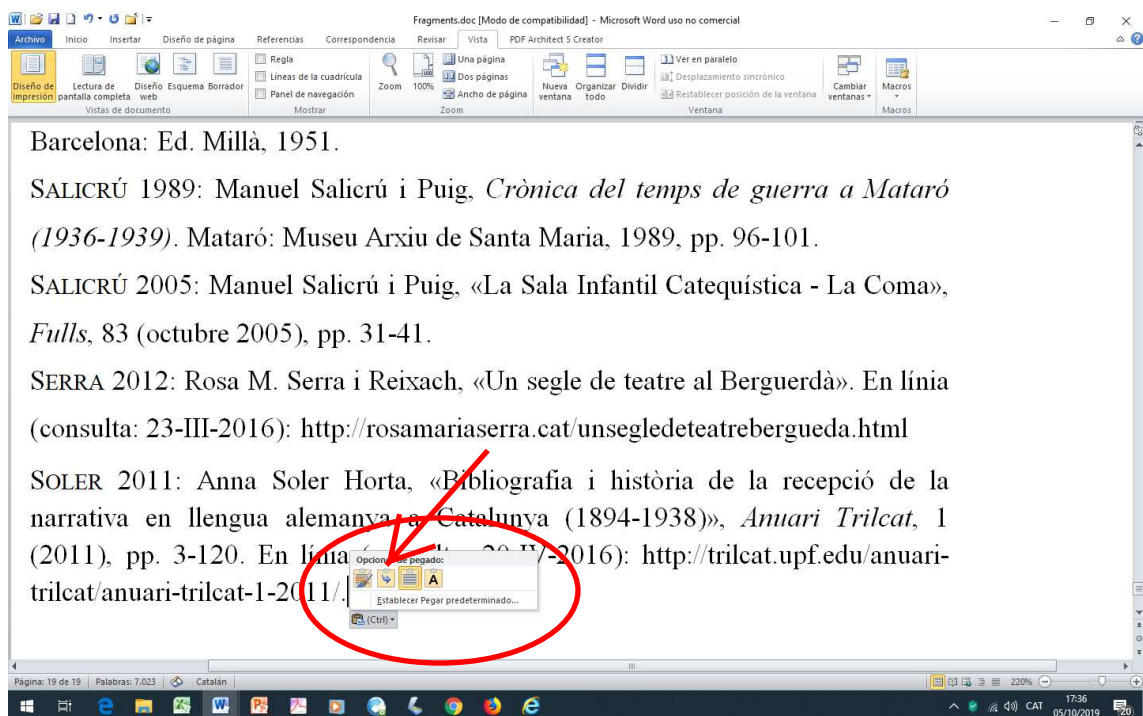 Fragments.doc [Modo de compatibilidad] - Microsoft Word uso no comercial
Archivo Inicio Insertar Diseño de página Referencias Correspondencia Revisar Vista PDF Architect 5 Creator
Diseño de impresión
Lectura de pantalla completa
Diseño web
Esquema
Borrador
Vistas de documento
Regla
Líneas de la cuadrícula
Panel de navegación
Mostrar
Zoom
100%
Una página
Dos páginas
Ancho de página
Zoom
Nueva ventana
Organizar todo
Dividir
Ver en paralelo
Desplazamiento sincrónico
Restablecer posición de la ventana
Ventana
Cambiar ventanas
Macros
Macros
Barcelona: Ed. Millà, 1951.
SALICRÚ 1989: Manuel Salicrú i Puig, Crònica del temps de guerra a Mataró
(1936-1939). Mataró: Museu Arxiu de Santa Maria, 1989, pp. 96-101.
SALICRÚ 2005: Manuel Salicrú i Puig, «La Sala Infantil Catequística - La Coma»,
Fulls, 83 (octubre 2005), pp. 31-41.
SERRA 2012: Rosa M. Serra i Reixach, «Un segle de teatre al Berguerdà». En línia
(consulta: 23-III-2016): http://rosamariaserra.cat/unsegledeteatrebergueda.html
SOLER 2011: Anna Soler Horta, «Bibliografia i història de la recepció de la
narrativa en llengua alemanya a Catalunya (1894-1938)», Anuari Trilcat, 1
(2011), pp. 3-120. En línia IV-2016): http://trilcat.upf.edu/anuari-
trilcat/anuari-trilcat-1-2011/.
Opciones de pegado:
A
Establecer Pegar predeterminado...
(Ctrl)
Página: 19 de 19 Palabras: 7.023 Catalán 220%
CAT 17:36
05/10/2019 20